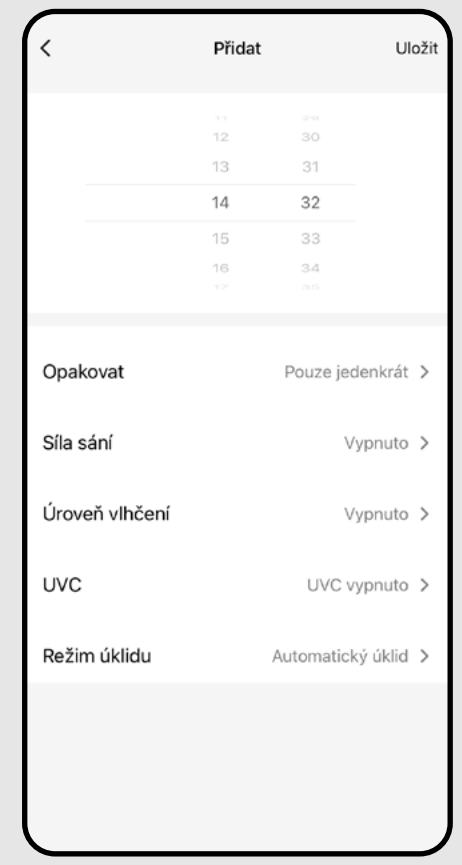 Přidat Uložit
12 30
13 31
14 32
15 33
16 34
Opakovat Pouze jedenkrát
Síla sání Vypnuto
Úroveň vlhčení Vypnuto
UVC UVC vypnuto
Režim úklidu Automatický úklid